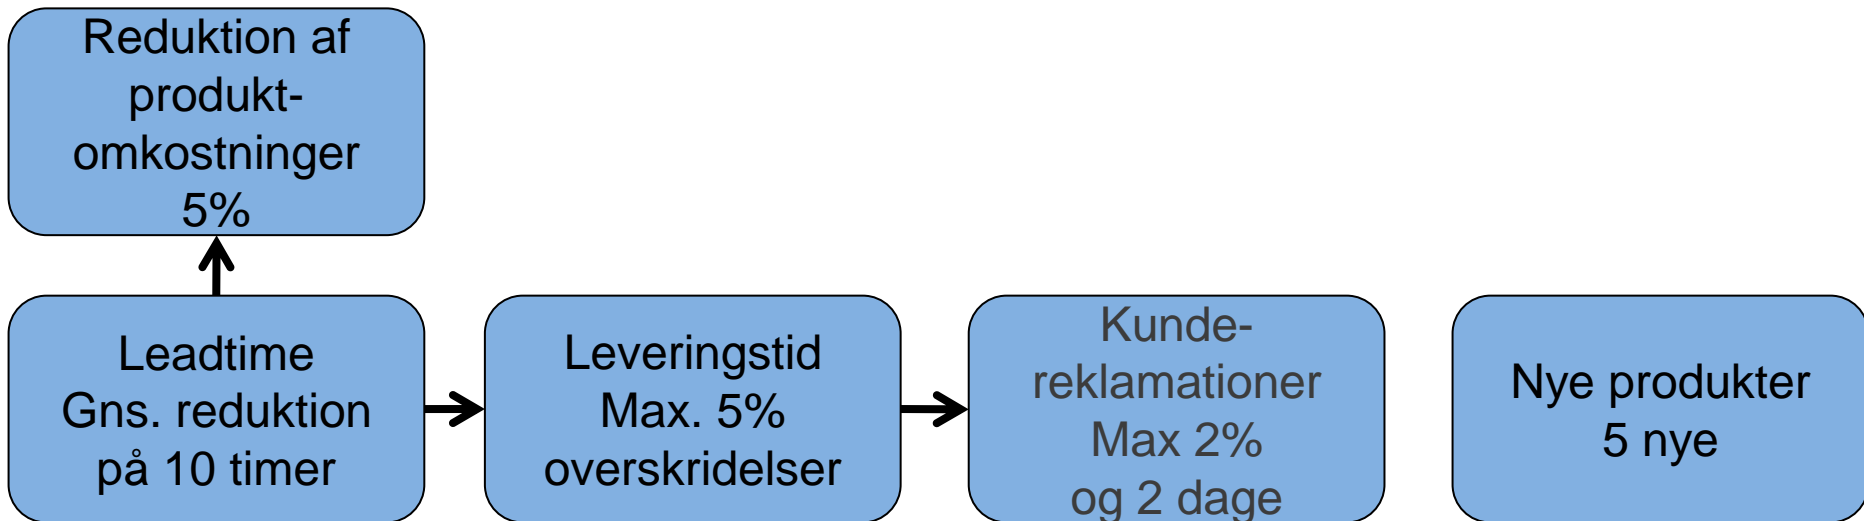 Reduktion af
produkt-
omkostninger
5%
Leadtime
Gns. reduktion
på 10 timer
Leveringstid
Max. 5%
overskridelser
Kunde-
reklamationer
Max 2%
og 2 dage
Nye produkter
5 nye